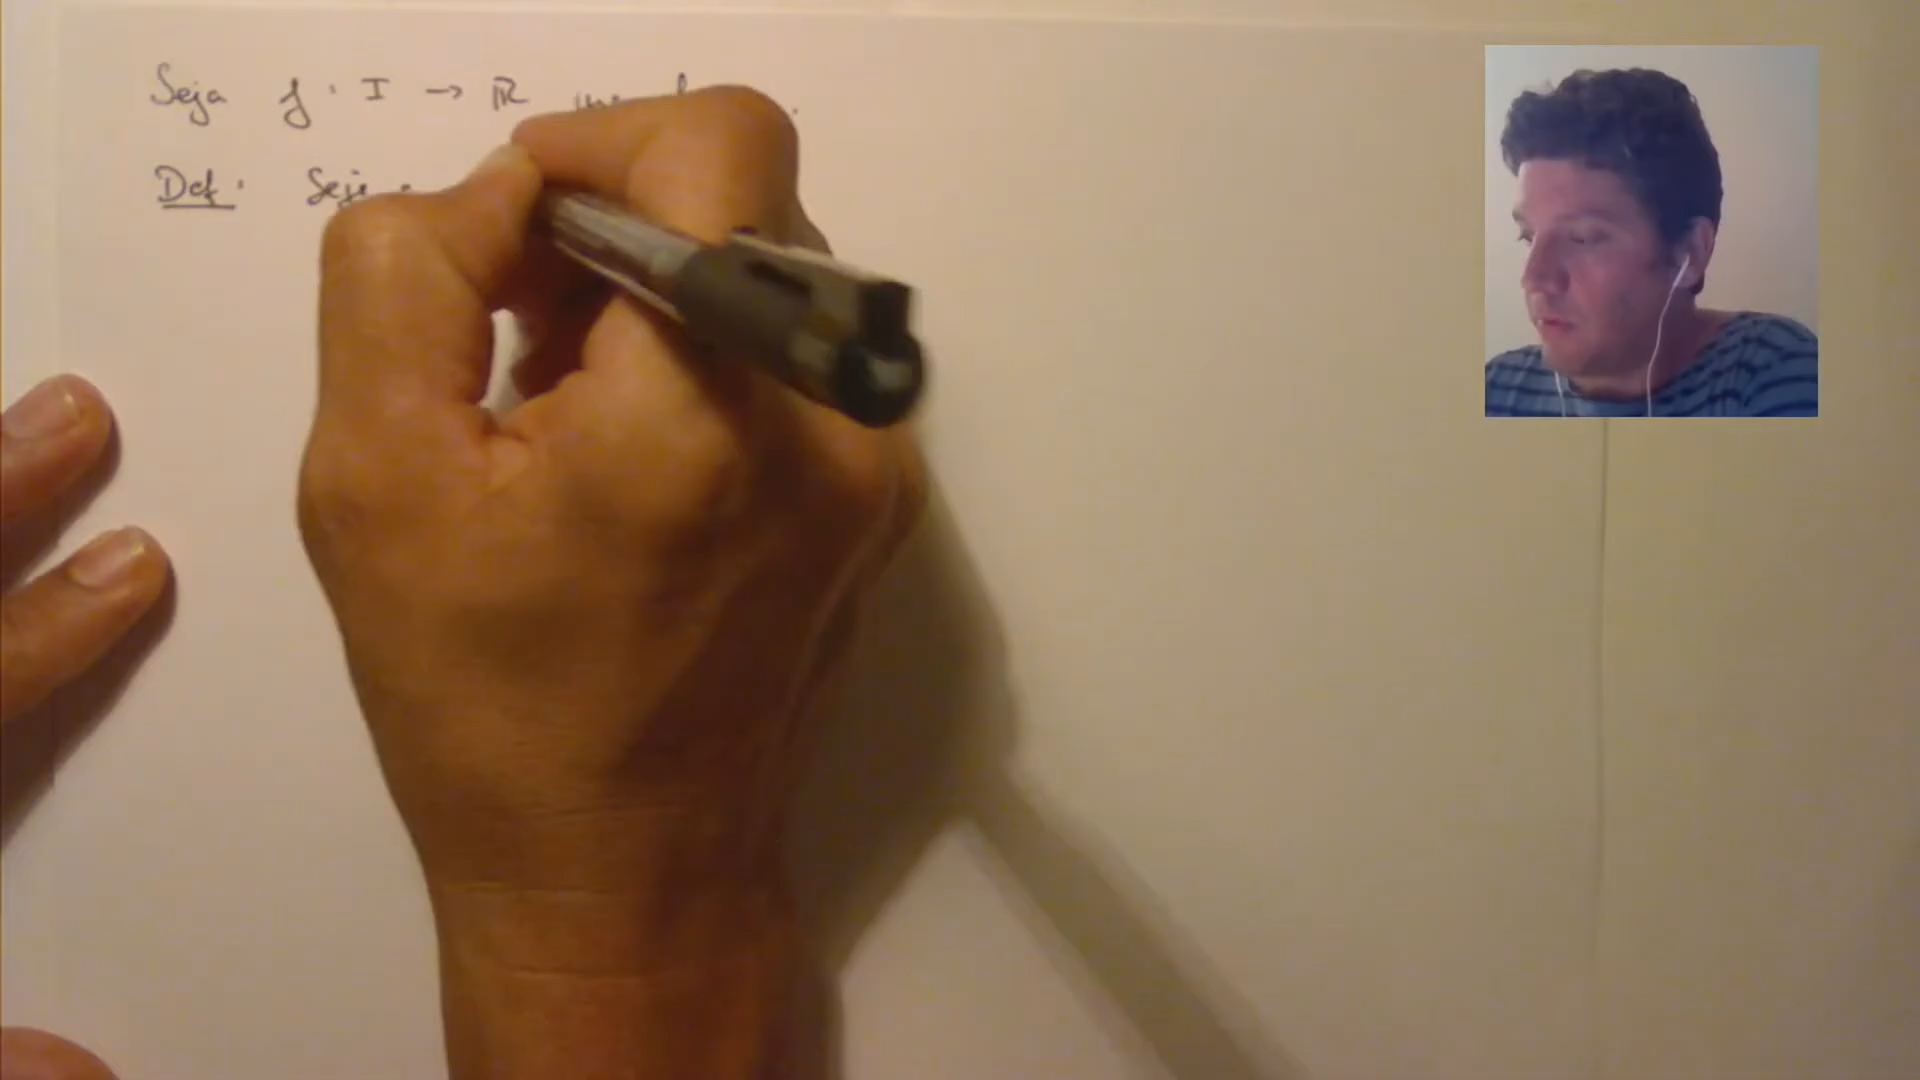 Seja f : I → ℝ
Def : Seja